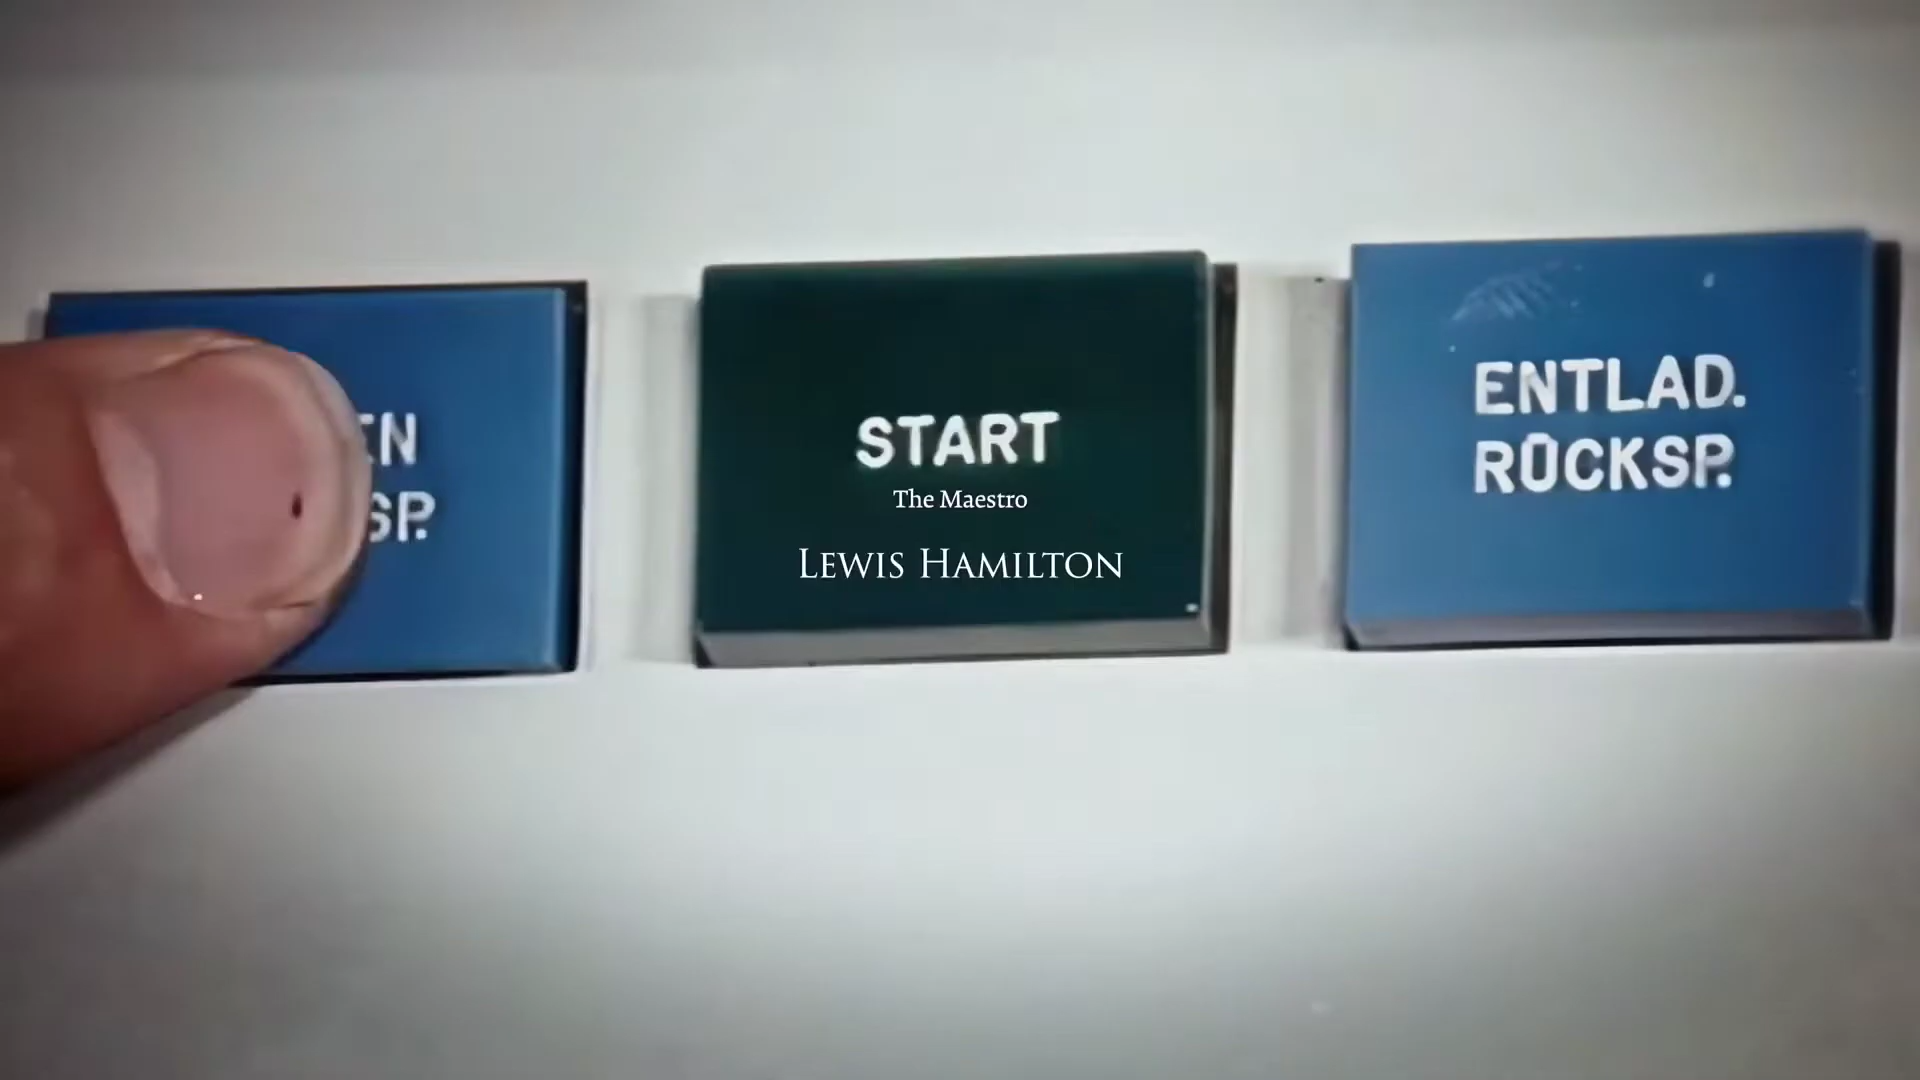 START
The Maestro
LEWIS HAMILTON
ENTLAD.
RÜCKSP.